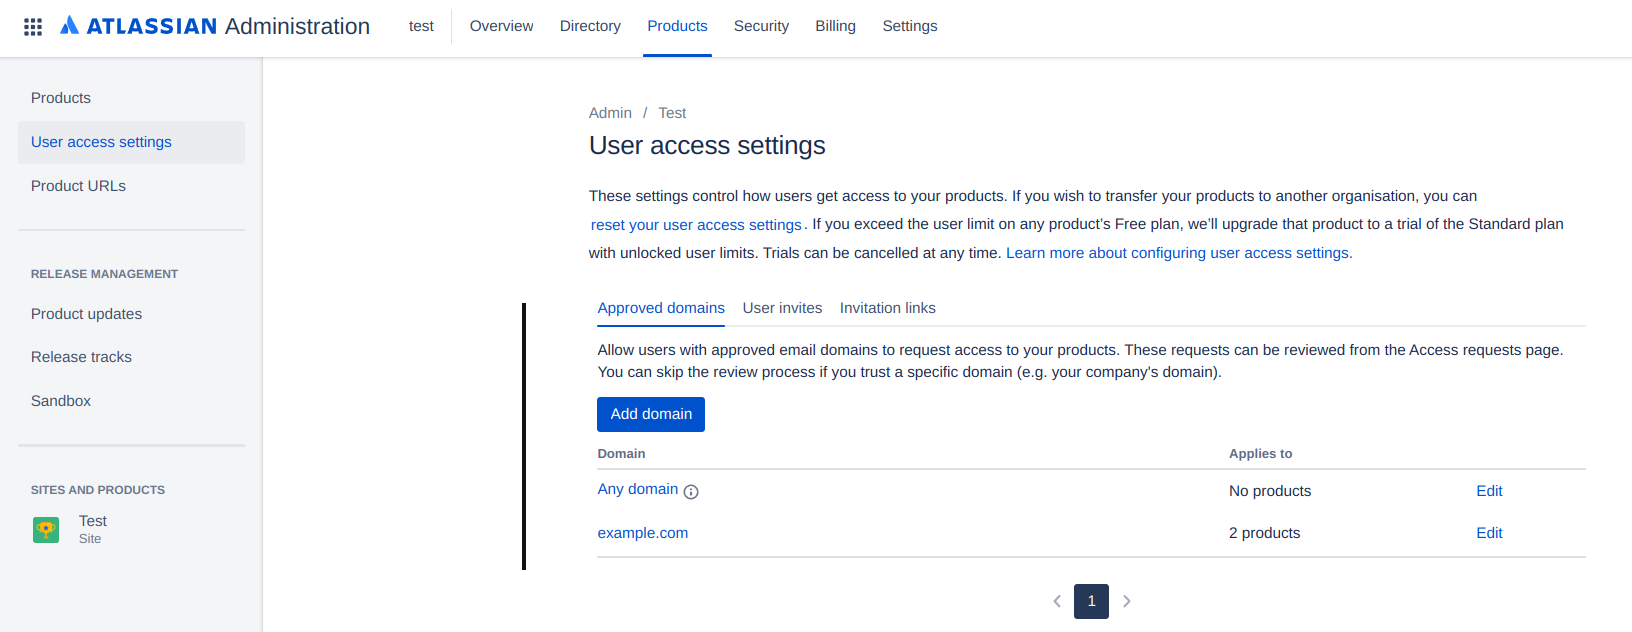 ATLASSIAN Administration test Overview Directory Products Security Billing Settings
Products
User access settings
Product URLs
RELEASE MANAGEMENT
Product updates
Release tracks
Sandbox
SITES AND PRODUCTS
Test
Site
Admin / Test
User access settings
These settings control how users get access to your products. If you wish to transfer your products to another organisation, you can
reset your user access settings. If you exceed the user limit on any product’s Free plan, we’ll upgrade that product to a trial of the Standard plan
with unlocked user limits. Trials can be cancelled at any time. Learn more about configuring user access settings.
Approved domains User invites Invitation links
Allow users with approved email domains to request access to your products. These requests can be reviewed from the Access requests page.
You can skip the review process if you trust a specific domain (e.g. your company's domain).
Add domain
Domain Applies to
Any domain No products Edit
example.com 2 products Edit
1